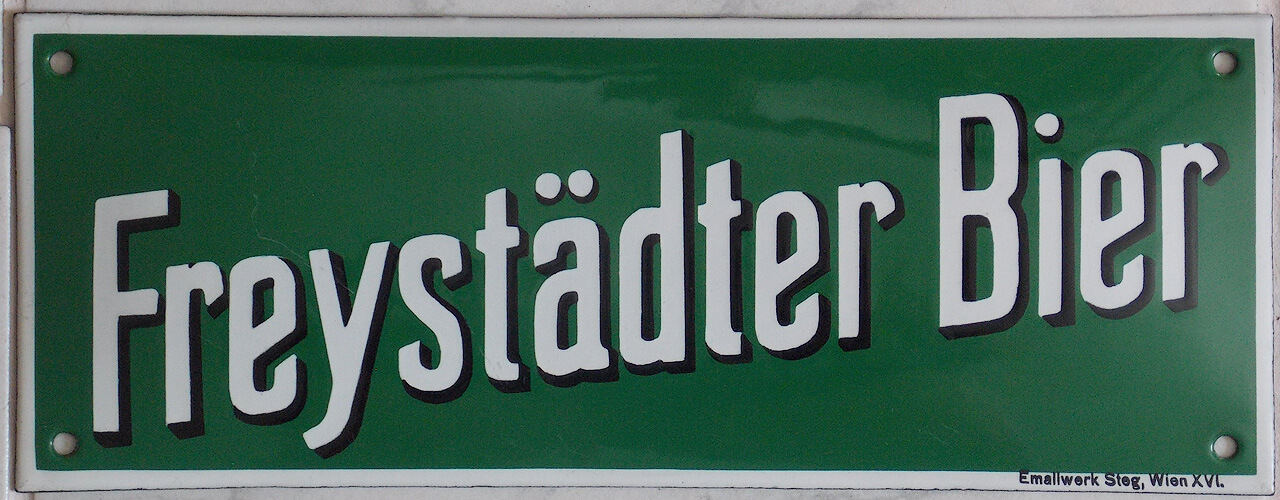 Freystädter Bier
Emailwerk Steg, Wien XVI.